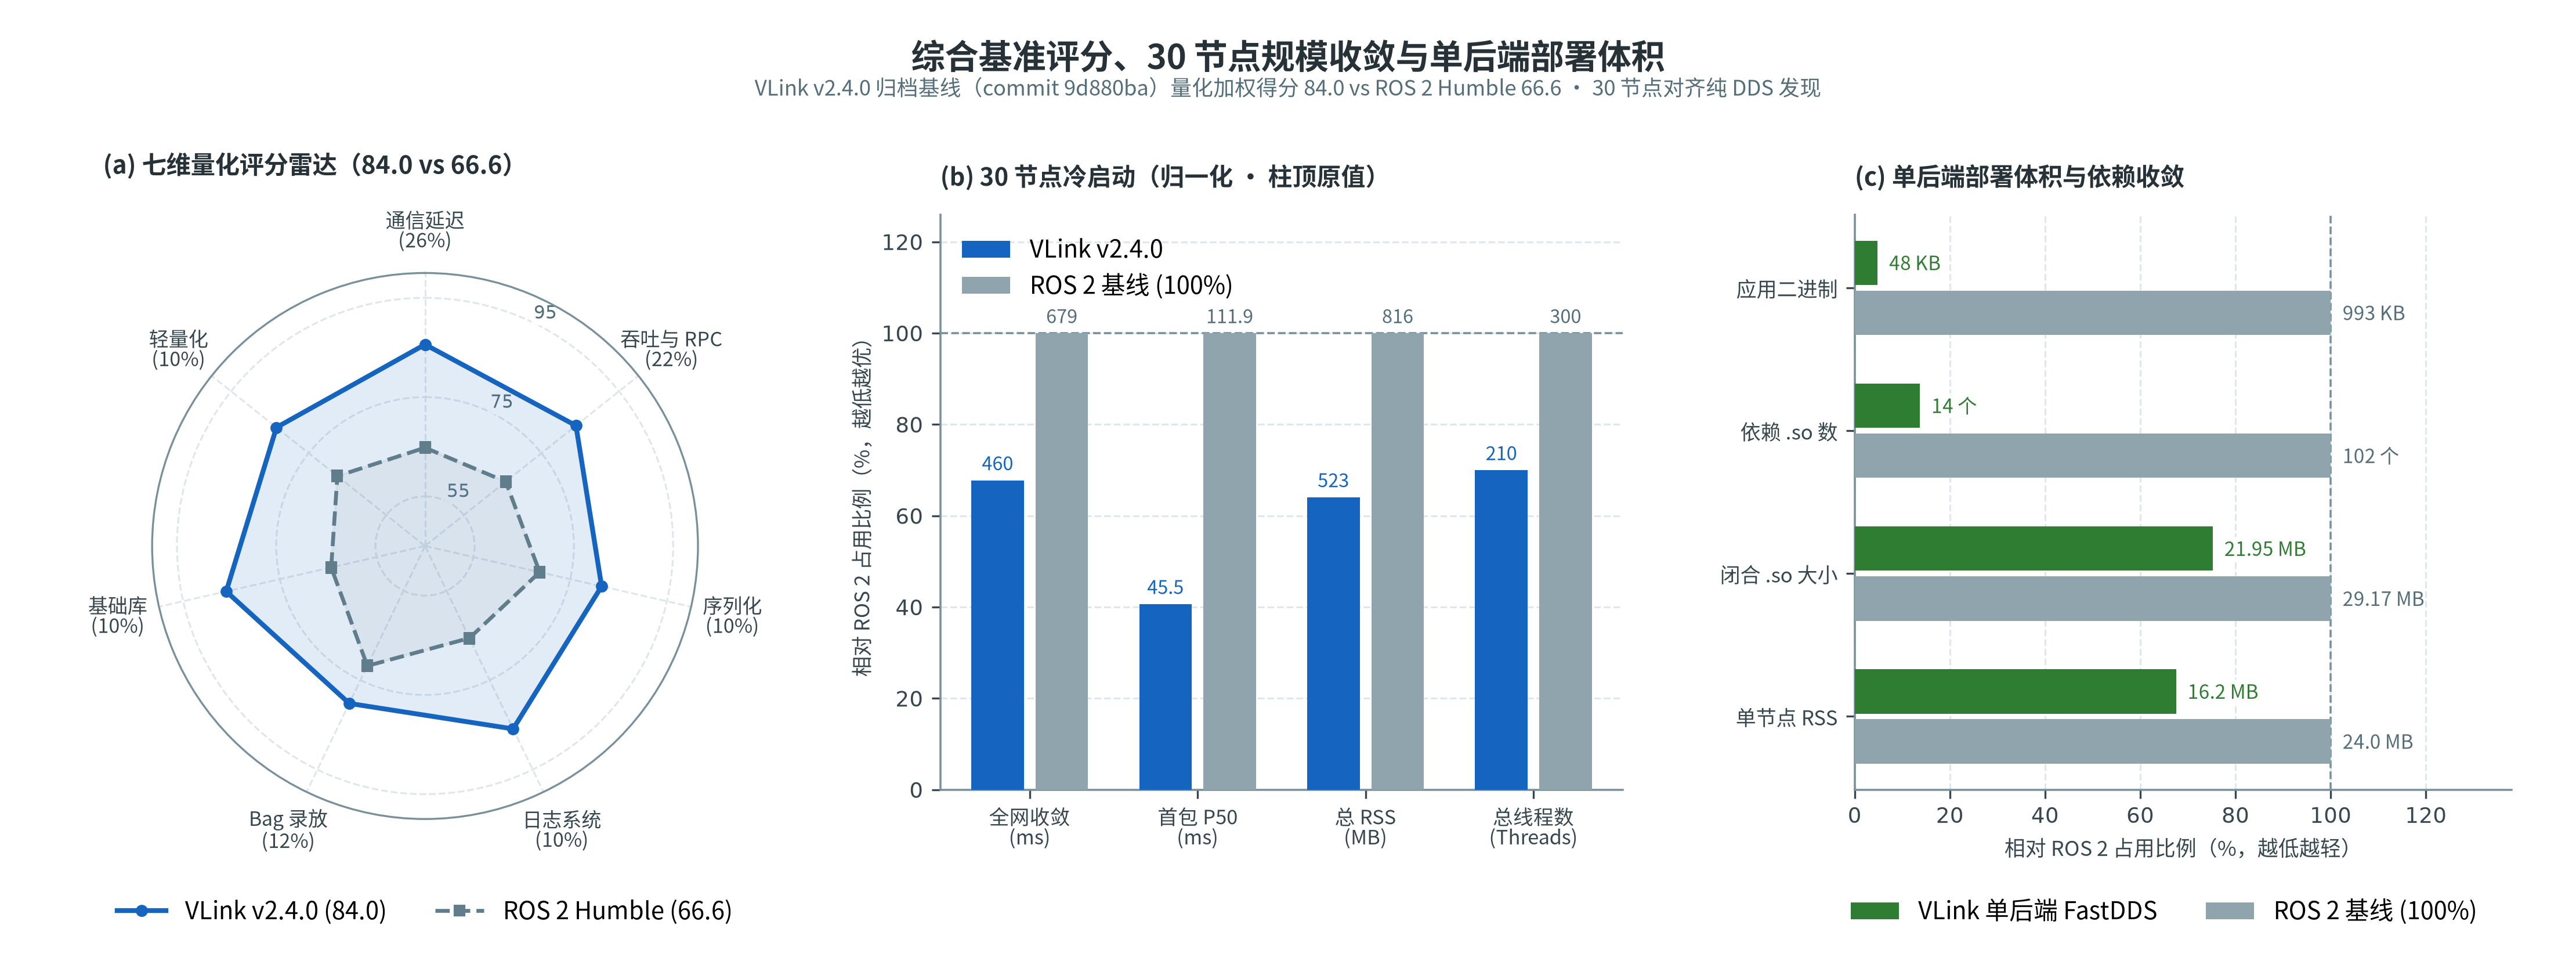 综合基准评分、30 节点规模收敛与单后端部署体积
VLink v2.4.0 归档基线（commit 9d880ba）量化加权得分 84.0 vs ROS 2 Humble 66.6 · 30 节点对齐纯 DDS 发现
(a) 七维量化评分雷达（84.0 vs 66.6）
通信延迟
(26%)
95
轻量化
(10%)
吞吐与 RPC
(22%)
75
55
基础库
(10%)
序列化
(10%)
Bag 录放
(12%)
日志系统
(10%)
VLink v2.4.0 (84.0)
ROS 2 Humble (66.6)
(b) 30 节点冷启动（归一化 · 柱顶原值）
相对 ROS 2 占用比例（%，越低越优）
120
100
80
60
40
20
0
VLink v2.4.0
ROS 2 基线 (100%)
679
111.9
816
300
460
45.5
523
210
全网收敛
(ms)
首包 P50
(ms)
总 RSS
(MB)
总线程数
(Threads)
(c) 单后端部署体积与依赖收敛
应用二进制
48 KB
993 KB
依赖 .so 数
14 个
102 个
闭合 .so 大小
21.95 MB
29.17 MB
单节点 RSS
16.2 MB
24.0 MB
0
20
40
60
80
100
120
相对 ROS 2 占用比例（%，越低越轻）
VLink 单后端 FastDDS
ROS 2 基线 (100%)